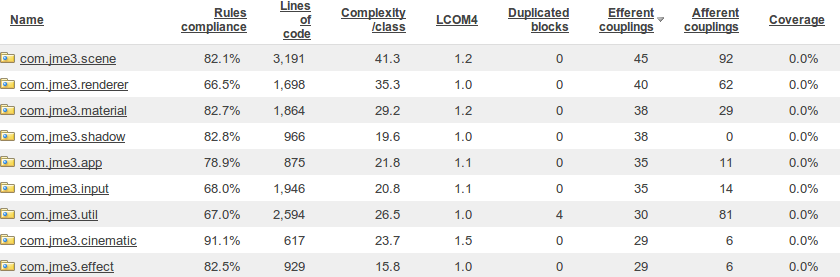 Name Rules compliance Lines of code Complexity /class LCOM4 Duplicated blocks Efferent couplings Afferent couplings Coverage
com.jme3.scene 82.1% 3,191 41.3 1.2 0 45 92 0.0%
com.jme3.renderer 66.5% 1,698 35.3 1.0 0 40 62 0.0%
com.jme3.material 82.7% 1,864 29.2 1.2 0 38 29 0.0%
com.jme3.shadow 82.8% 966 19.6 1.0 0 38 0 0.0%
com.jme3.app 78.9% 875 21.8 1.1 0 35 11 0.0%
com.jme3.input 68.0% 1,946 20.8 1.1 0 35 14 0.0%
com.jme3.util 67.0% 2,594 26.5 1.0 4 30 81 0.0%
com.jme3.cinematic 91.1% 617 23.7 1.5 0 29 6 0.0%
com.jme3.effect 82.5% 929 15.8 1.0 0 29 6 0.0%